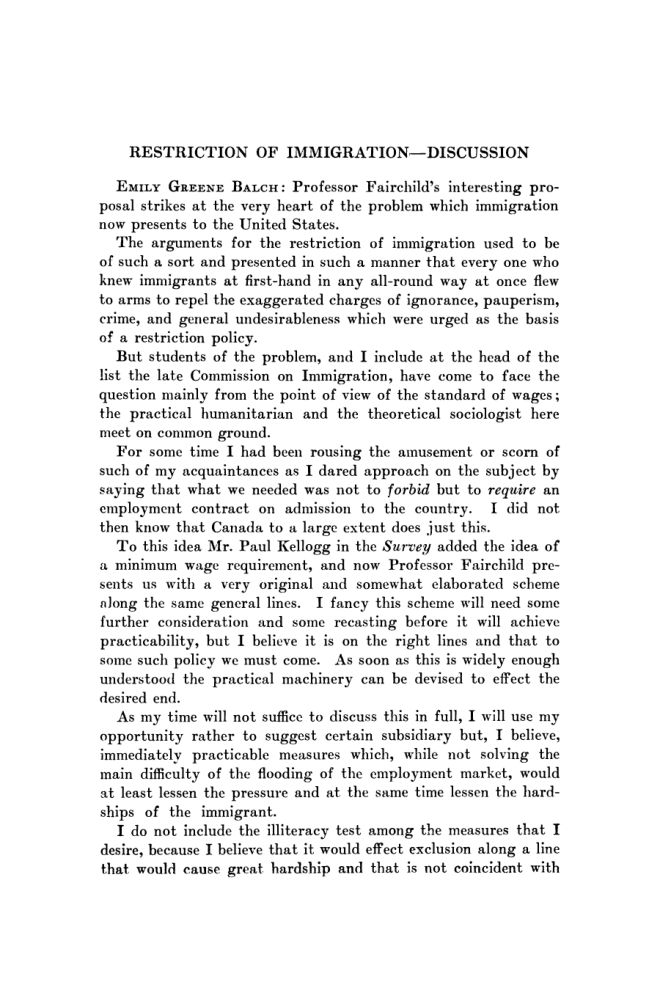 RESTRICTION OF IMMIGRATION—DISCUSSION
EMILY GREENE BALCH: Professor Fairchild's interesting pro-
posal strikes at the very heart of the problem which immigration
now presents to the United States.
The arguments for the restriction of immigration used to be
of such a sort and presented in such a manner that every one who
knew immigrants at first-hand in any all-round way at once flew
to arms to repel the exaggerated charges of ignorance, pauperism,
crime, and general undesirableness which were urged as the basis
of a restriction policy.
But students of the problem, and I include at the head of the
list the late Commission on Immigration, have come to face the
question mainly from the point of view of the standard of wages;
the practical humanitarian and the theoretical sociologist here
meet on common ground.
For some time I had been rousing the amusement or scorn of
such of my acquaintances as I dared approach on the subject by
saying that what we needed was not to forbid but to require an
employment contract on admission to the country. I did not
then know that Canada to a large extent does just this.
To this idea Mr. Paul Kellogg in the Survey added the idea of
a minimum wage requirement, and now Professor Fairchild pre-
sents us with a very original and somewhat elaborated scheme
along the same general lines. I fancy this scheme will need some
further consideration and some recasting before it will achieve
practicability, but I believe it is on the right lines and that to
some such policy we must come. As soon as this is widely enough
understood the practical machinery can be devised to effect the
desired end.
As my time will not suffice to discuss this in full, I will use my
opportunity rather to suggest certain subsidiary but, I believe,
immediately practicable measures which, while not solving the
main difficulty of the flooding of the employment market, would
at least lessen the pressure and at the same time lessen the hard-
ships of the immigrant.
I do not include the illiteracy test among the measures that I
desire, because I believe that it would effect exclusion along a line
that would cause great hardship and that is not coincident with